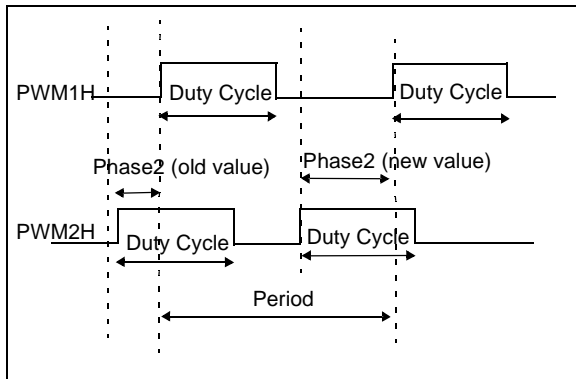 PWM1H
Duty Cycle
Duty Cycle
Phase2 (old value)
Phase2 (new value)
PWM2H
Duty Cycle
Duty Cycle
Period